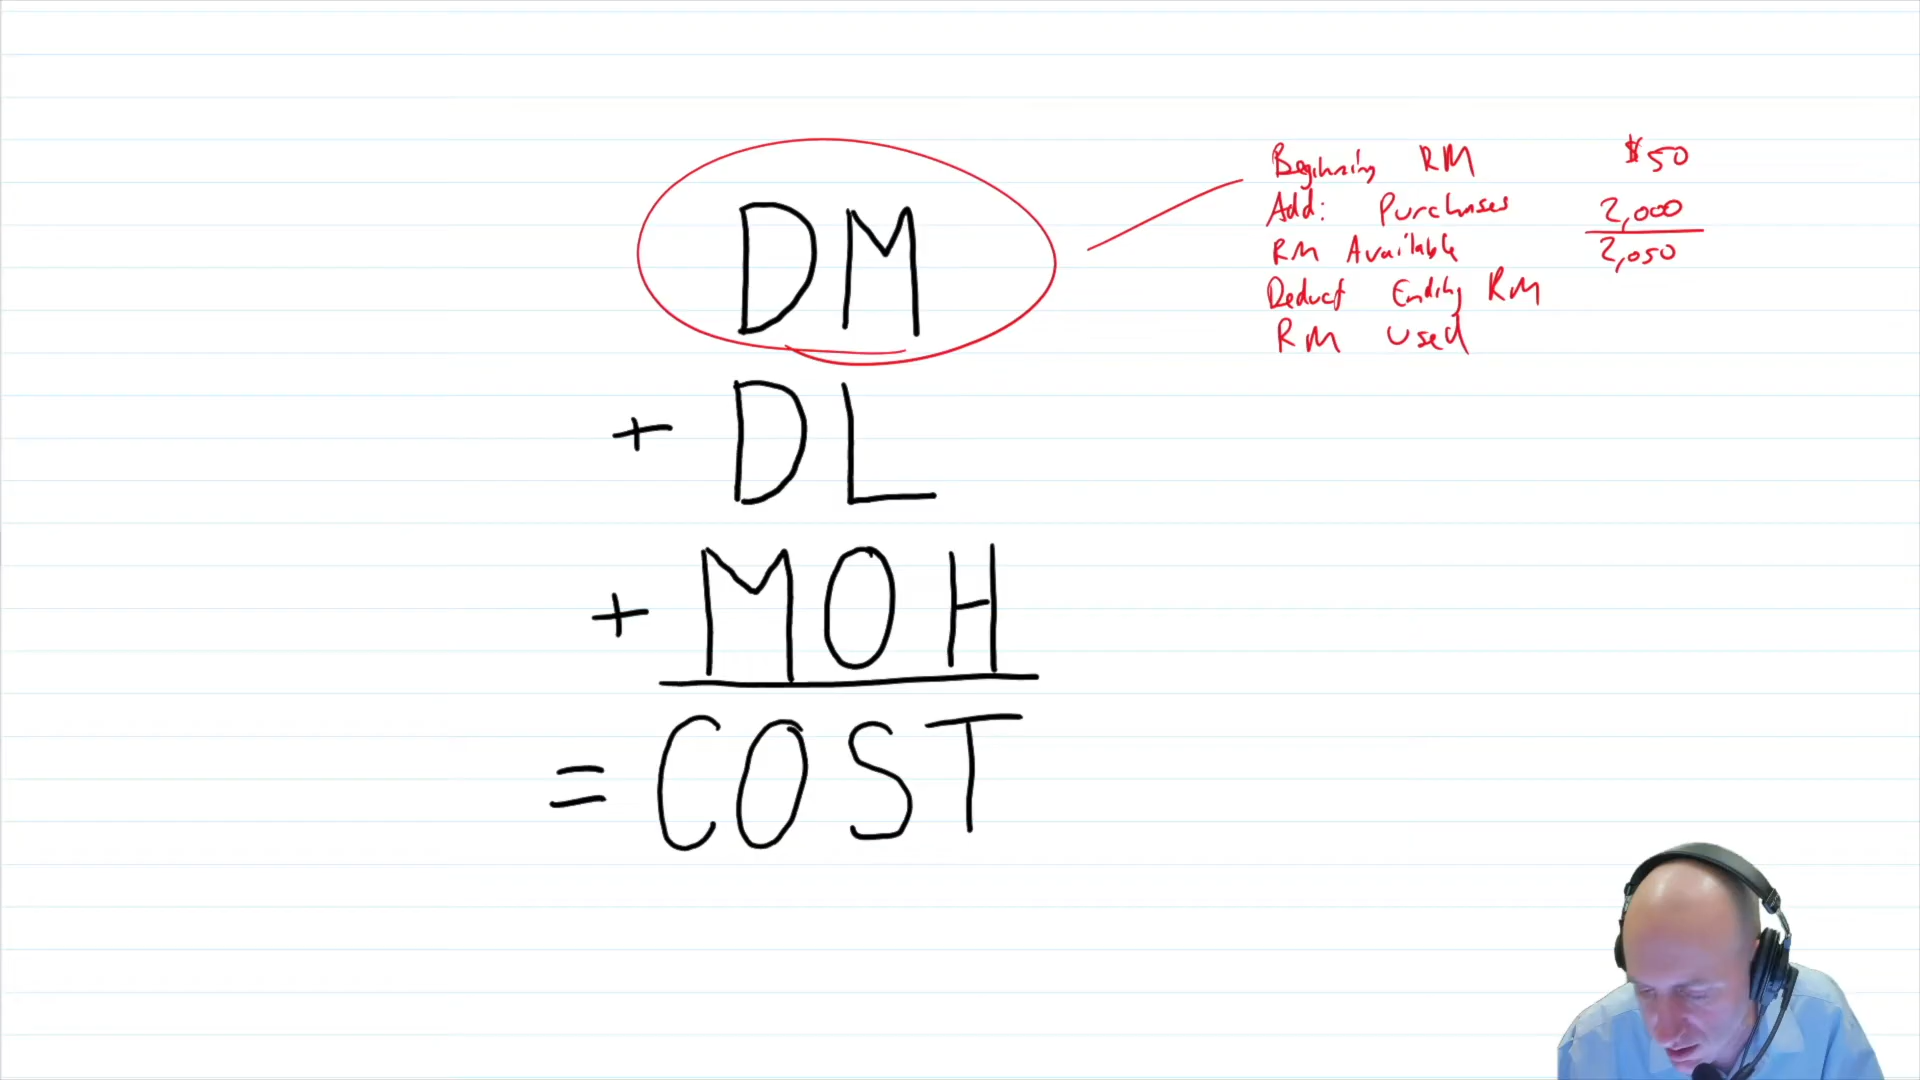 DM
+ DL
+ MOH
= COST
Beginning RM $50
Add: Purchases 2,000
RM Available 2,050
Deduct Ending RM
RM Used